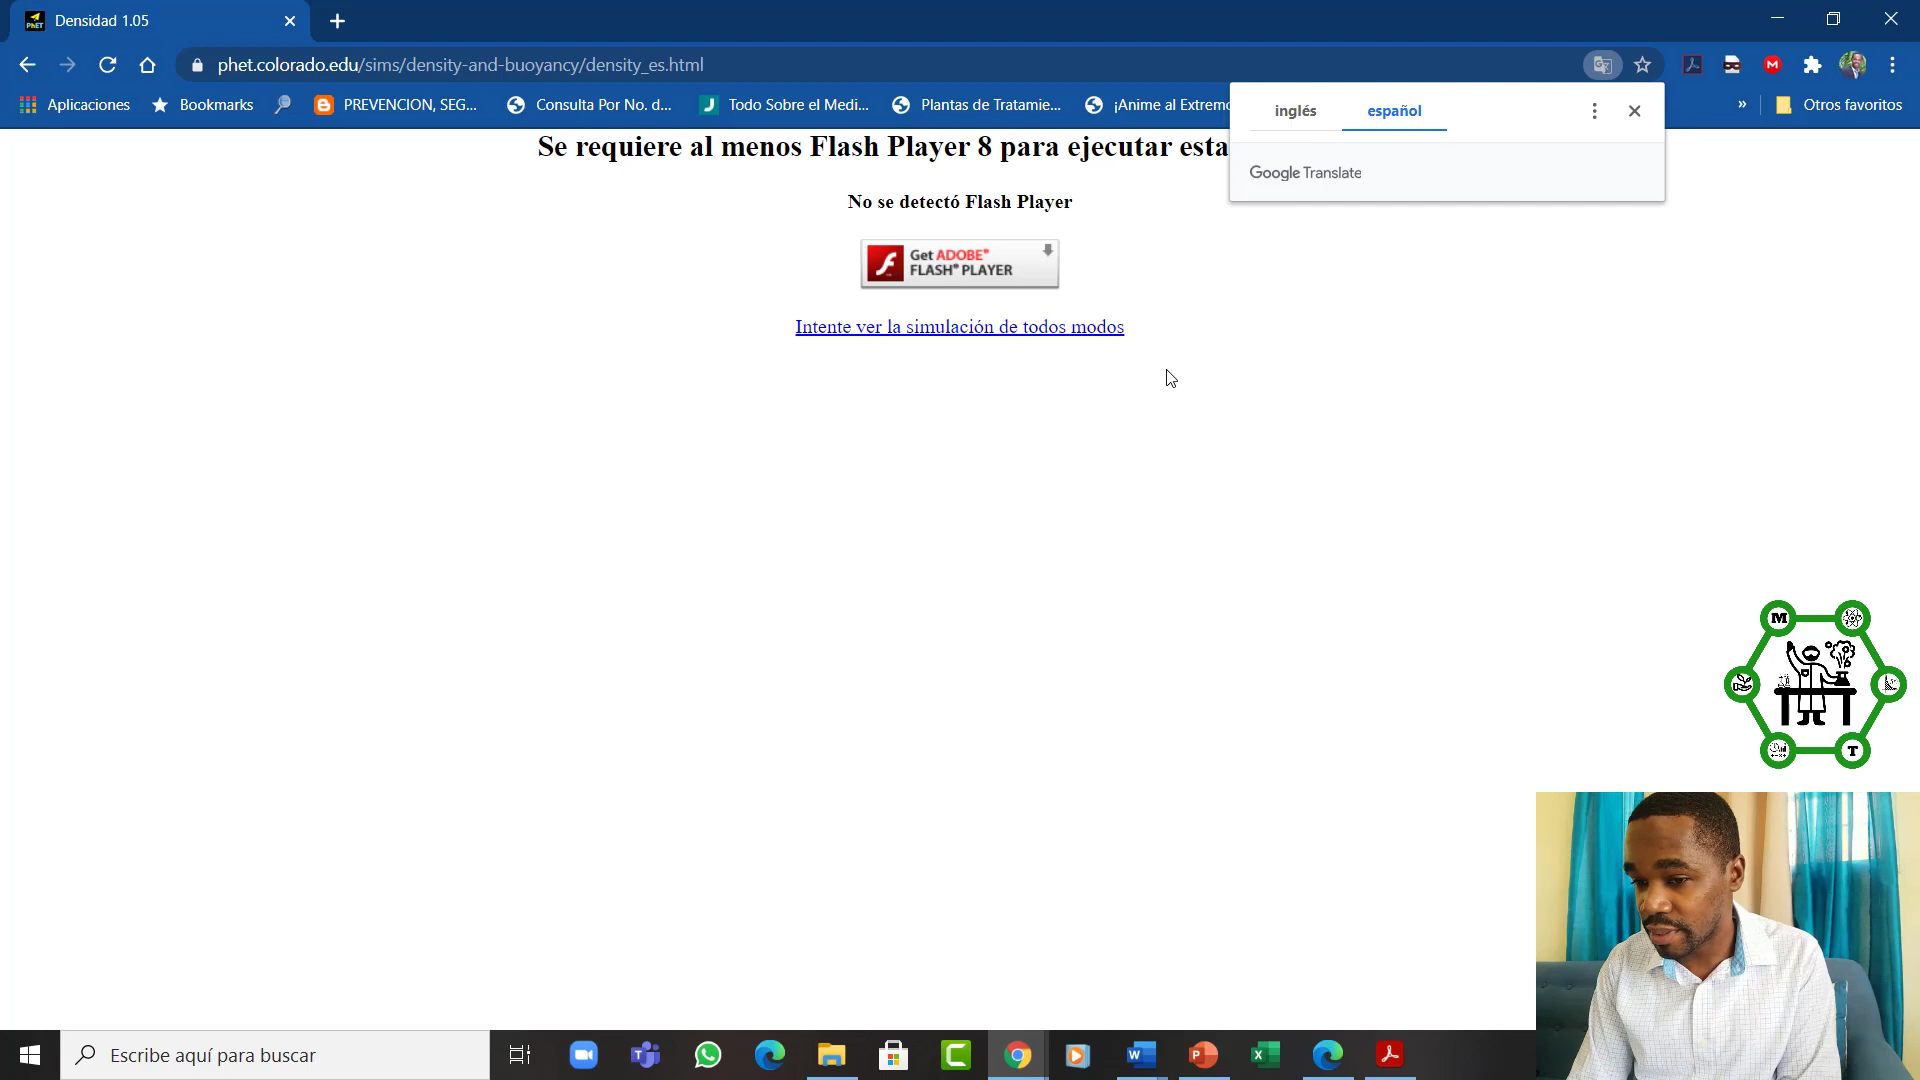 Densidad 1.05
phet.colorado.edu/sims/density-and-buoyancy/density_es.html
Aplicaciones
Bookmarks
PREVENCION, SEG...
Consulta Por No. d...
Todo Sobre el Medi...
Plantas de Tratamie...
¡Anime al Extremo
»
Otros favoritos
inglés
español
Google Translate
Se requiere al menos Flash Player 8 para ejecutar esta
No se detectó Flash Player
Get ADOBE®
FLASH® PLAYER
Intente ver la simulación de todos modos
M
T
Escribe aquí para buscar